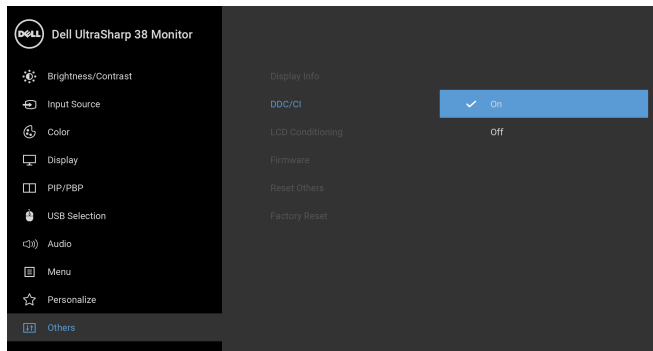 DELL Dell UltraSharp 38 Monitor
Brightness/Contrast
Input Source
Color
Display
PIP/PBP
USB Selection
Audio
Menu
Personalize
Others
Display Info
DDC/CI
LCD Conditioning
Firmware
Reset Others
Factory Reset
On
Off